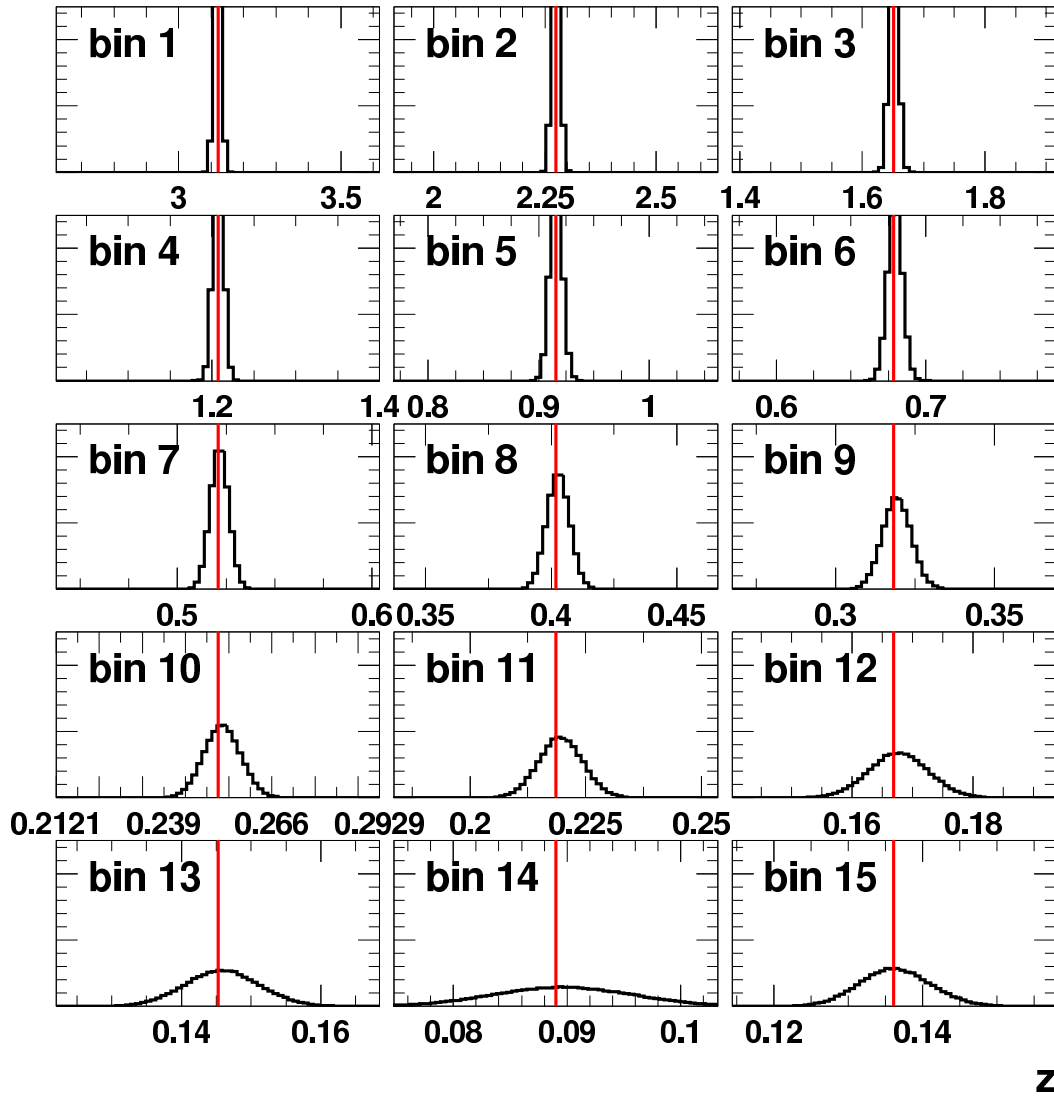 bin 1 bin 2 bin 3
3 3.5 2 2.25 2.5 1.4 1.6 1.8
bin 4 bin 5 bin 6
1.2 1.4 0.8 0.9 1 0.6 0.7
bin 7 bin 8 bin 9
0.5 0.6 0.35 0.4 0.45 0.3 0.35
bin 10 bin 11 bin 12
0.2121 0.239 0.266 0.2929 0.2 0.225 0.25 0.16 0.18
bin 13 bin 14 bin 15
0.14 0.16 0.08 0.09 0.1 0.12 0.14
z